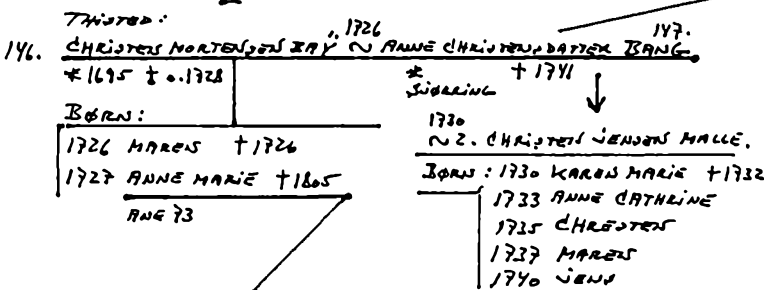 THISTED:
1726 147.
146. CHRISTEN MORTENSEN BAY ~ ANNE CHRISTENSDATTER BANG
* 1695 † o. 1728 * † 1741
SJØRRING
BØRN: 1730
~ 2. CHRISTEN JENSEN MALLE.
1726 MAREN † 1726
1727 ANNE MARIE † 1805
ANE 73
BØRN: 1730 KAREN MARIE † 1732
1733 ANNE CATHRINE
1735 CHRESTEN
1737 MAREN
1740 JENS